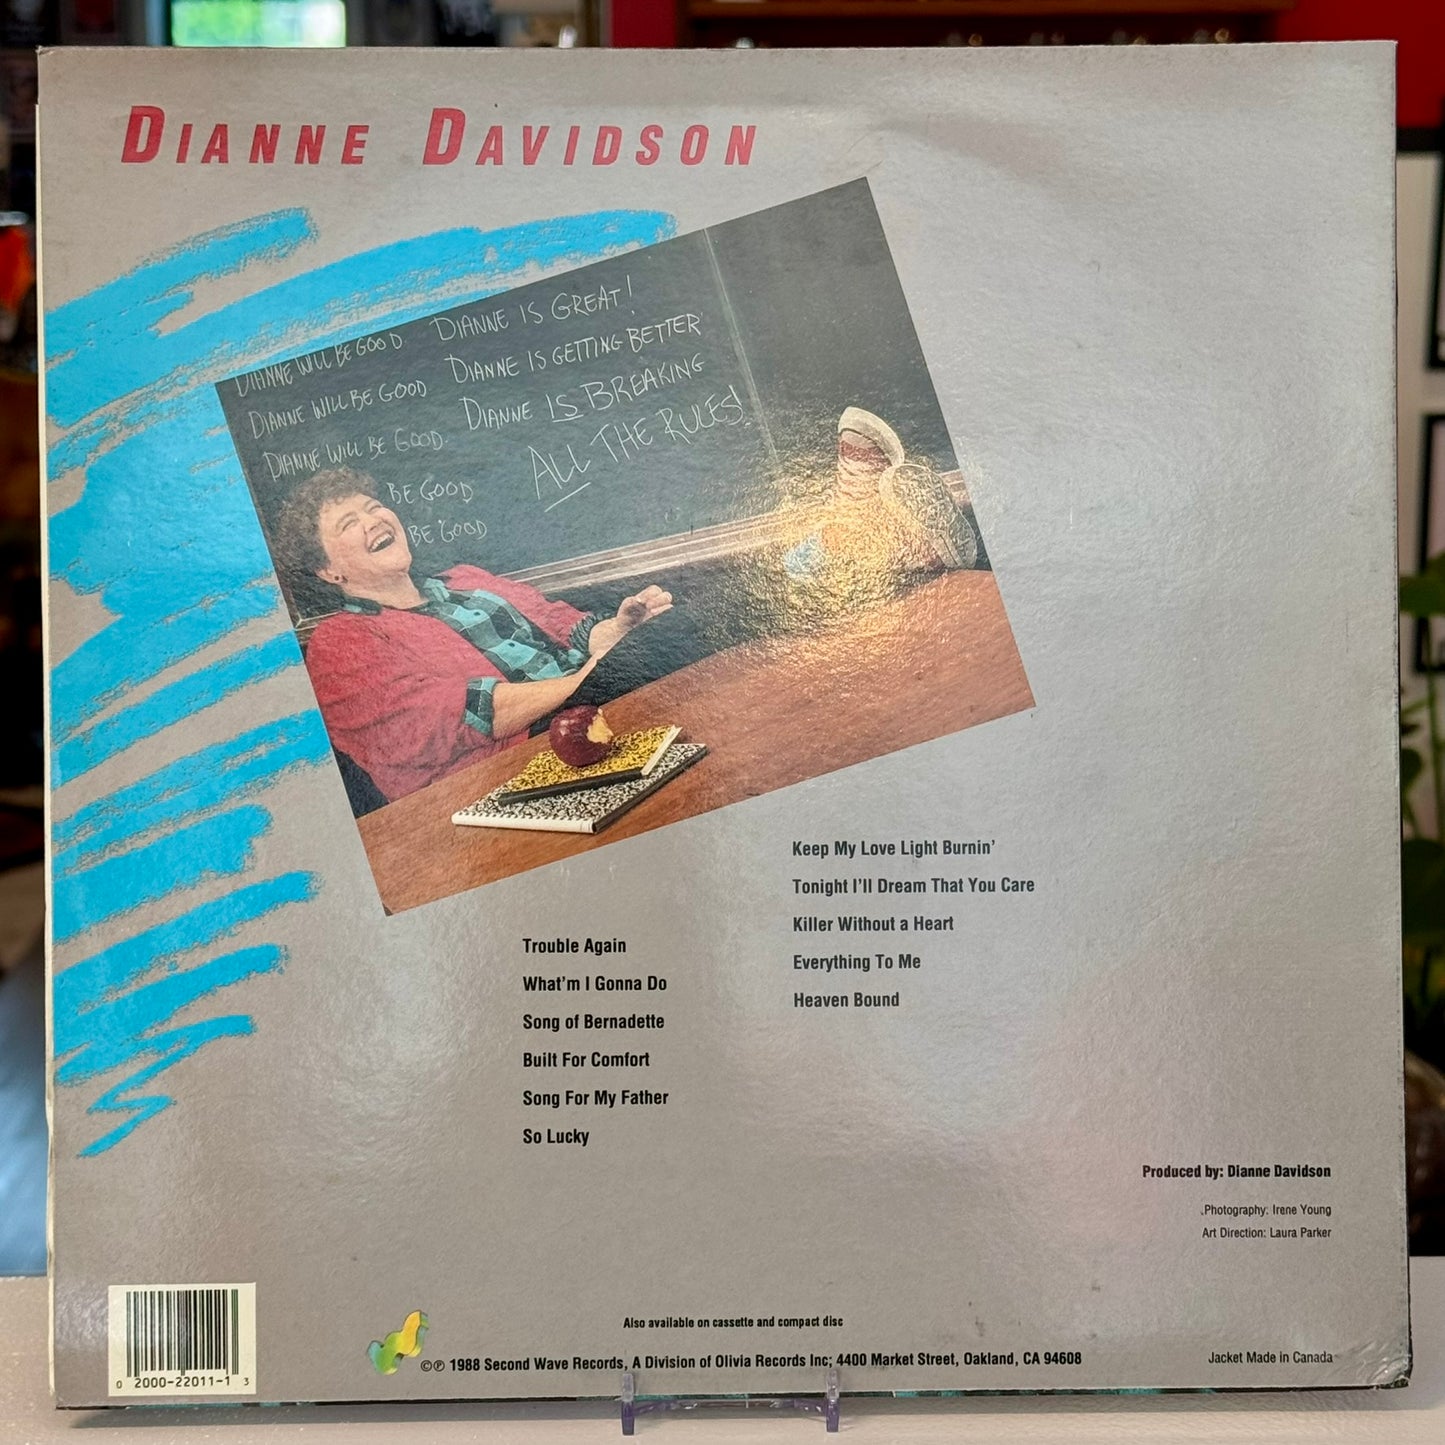 DIANNE DAVIDSON
DIANNE WILL BE GOOD.
DIANNE WILL BE GOOD
DIANNE WILL BE GOOD.
BE GOOD
BE GOOD
DIANNE IS GREAT!
DIANNE IS GETTING BETTER
DIANNE IS BREAKING
ALL THE RULES!
Trouble Again
What'm I Gonna Do
Song of Bernadette
Built For Comfort
Song For My Father
So Lucky
Keep My Love Light Burnin'
Tonight I'll Dream That You Care
Killer Without a Heart
Everything To Me
Heaven Bound
Produced by: Dianne Davidson
Photography: Irene Young
Art Direction: Laura Parker
Also available on cassette and compact disc
©℗ 1988 Second Wave Records, A Division of Olivia Records Inc; 4400 Market Street, Oakland, CA 94608
Jacket Made in Canada
0 2000-22011-1 3